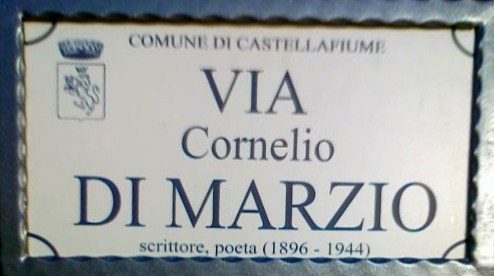 COMUNE DI CASTELLAFIUME
VIA
Cornelio
DI MARZIO
scrittore, poeta (1896 - 1944)